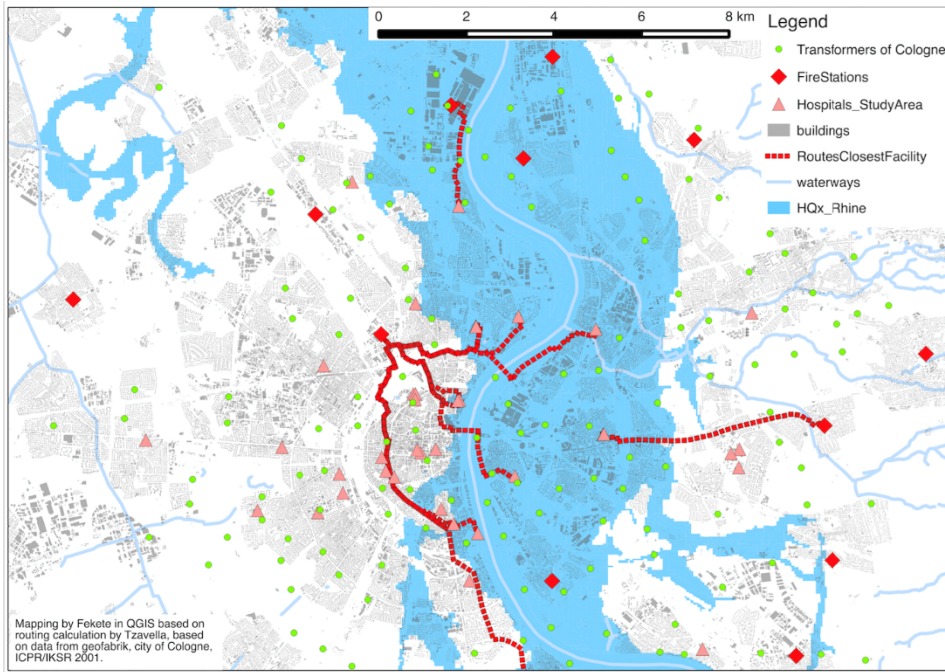 0 2 4 6 8 km
Legend
Transformers of Cologne
FireStations
Hospitals_StudyArea
buildings
RoutesClosestFacility
waterways
HQx_Rhine
Mapping by Fekete in QGIS based on
routing calculation by Tzavella, based
on data from geofabrik, city of Cologne,
ICPR/IKSR 2001.